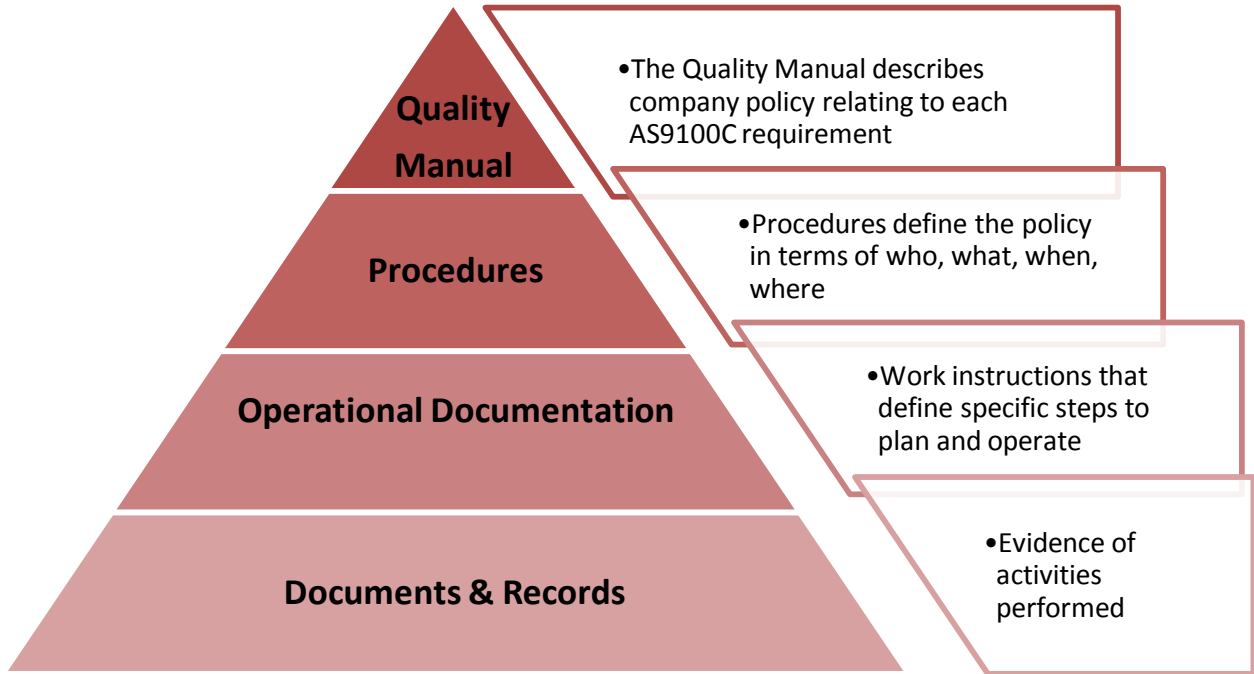 Quality
Manual
•The Quality Manual describes
company policy relating to each
AS9100C requirement
Procedures
•Procedures define the policy
in terms of who, what, when,
where
Operational Documentation
•Work instructions that
define specific steps to
plan and operate
Documents & Records
•Evidence of
activities
performed